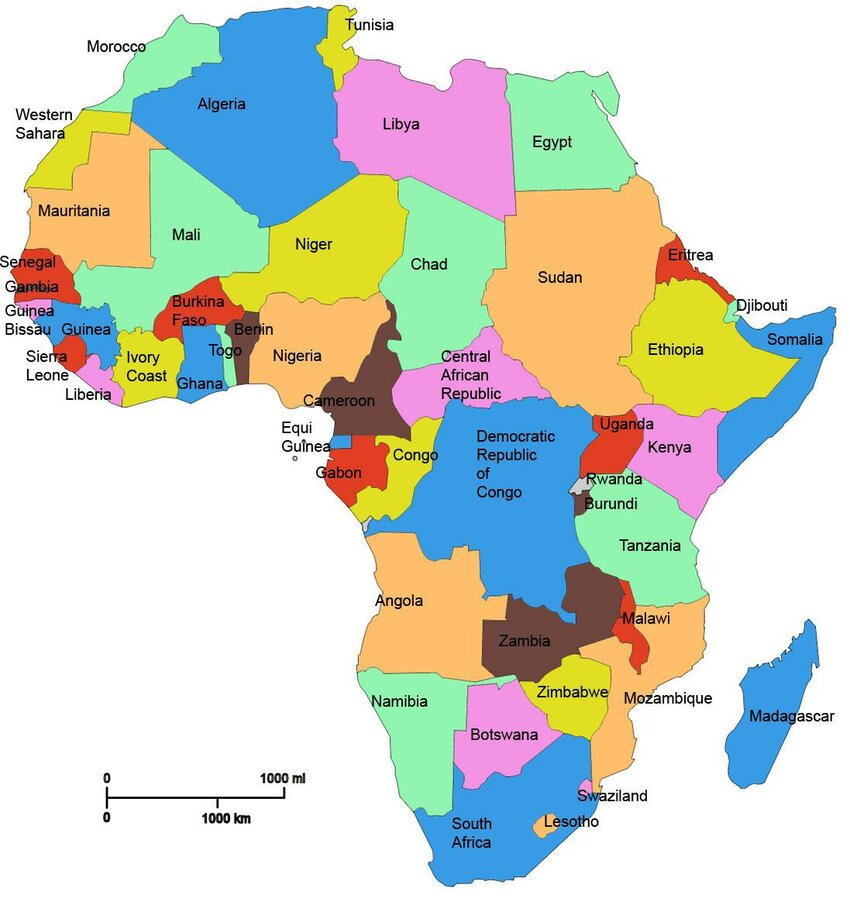 Tunisia
Morocco
Algeria
Western
Sahara
Libya
Egypt
Mauritania
Mali
Niger
Chad
Sudan
Eritrea
Senegal
Gambia
Djibouti
Burkina
Faso
Guinea
Bissau
Guinea
Benin
Somalia
Togo
Ethiopia
Nigeria
Sierra
Leone
Ivory
Coast
Central
African
Republic
Ghana
Liberia
Cameroon
Equi
Guinea
Uganda
Kenya
Democratic
Republic
of
Congo
Congo
Gabon
Rwanda
Burundi
Tanzania
Angola
Malawi
Zambia
Zimbabwe
Mozambique
Namibia
Madagascar
Botswana
0
1000 mi
0
1000 km
Swaziland
Lesotho
South
Africa